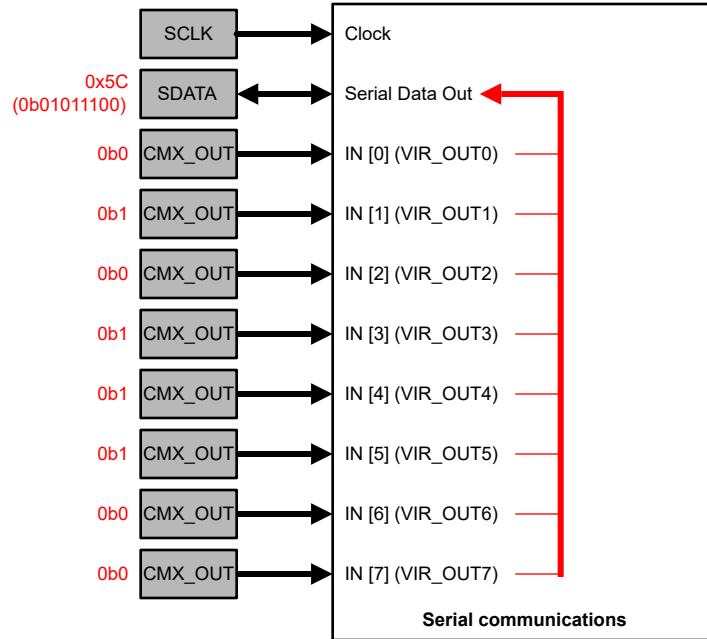 SCLK Clock
0x5C
(0b01011100) SDATA Serial Data Out
0b0 CMX_OUT IN [0] (VIR_OUT0)
0b1 CMX_OUT IN [1] (VIR_OUT1)
0b0 CMX_OUT IN [2] (VIR_OUT2)
0b1 CMX_OUT IN [3] (VIR_OUT3)
0b1 CMX_OUT IN [4] (VIR_OUT4)
0b1 CMX_OUT IN [5] (VIR_OUT5)
0b0 CMX_OUT IN [6] (VIR_OUT6)
0b0 CMX_OUT IN [7] (VIR_OUT7)
Serial communications